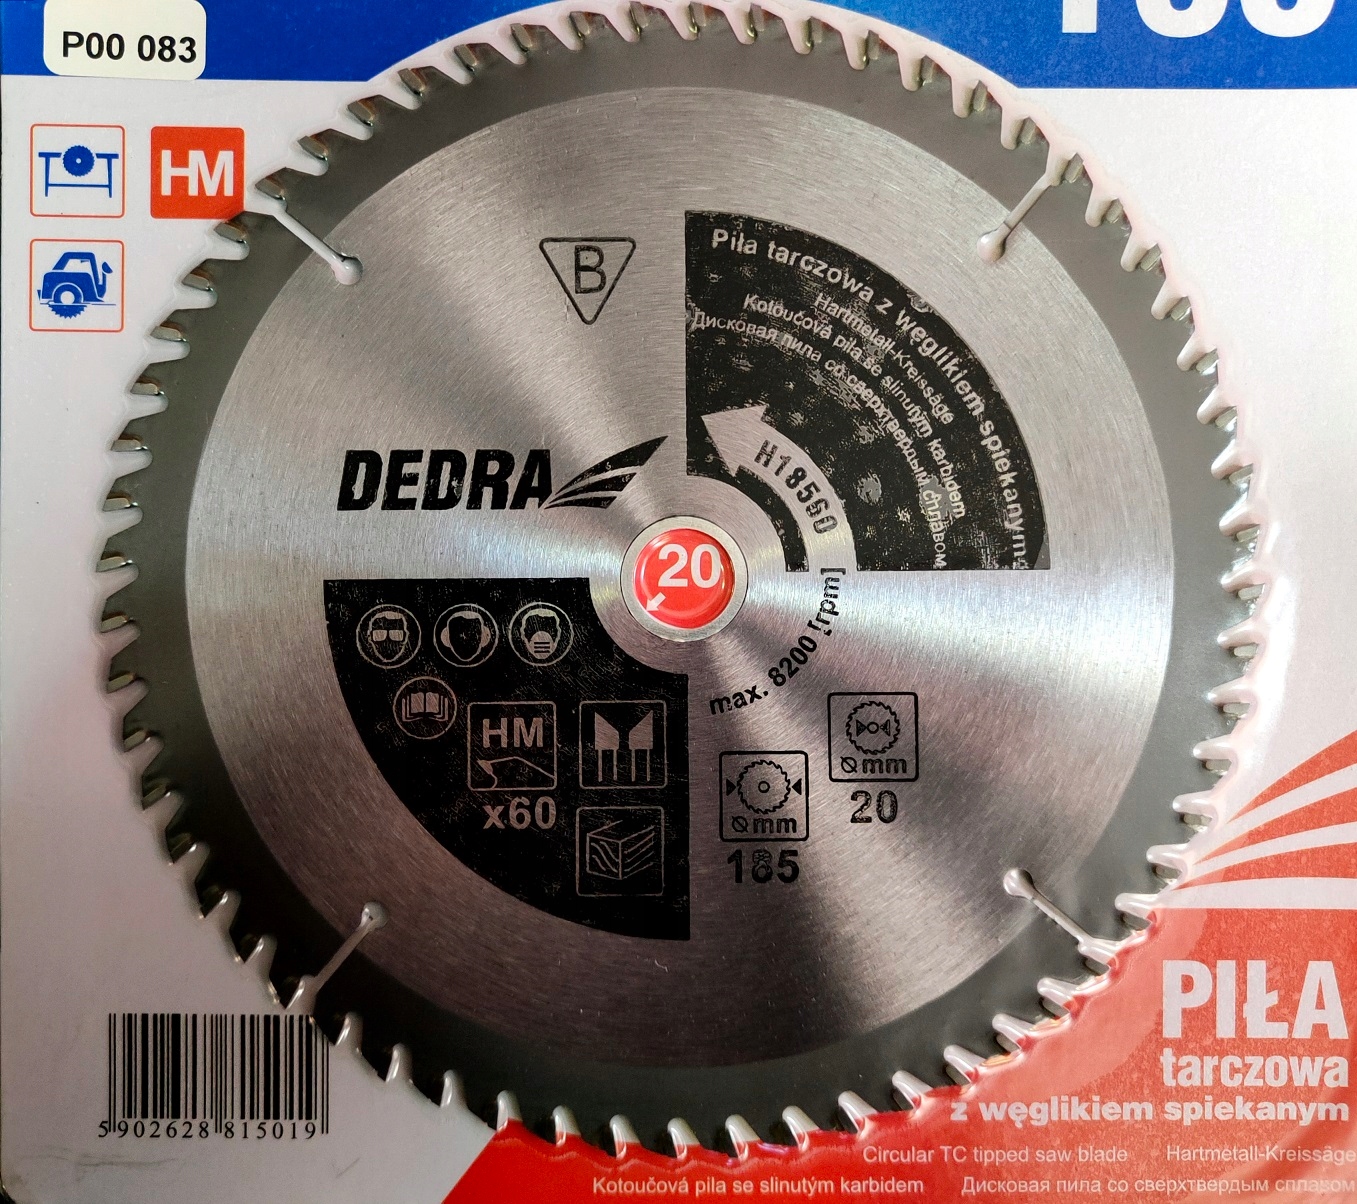 P00 083
HM
B
Piła tarczowa z węglikiem spiekanym
Hartmetall-Kreissäge
Kotoučová pila se slinutým karbidem
Дисковая пила со сверхтвердым сплавом
H18560
DEDRA
20
max. 8200 [rpm]
HM
x60
Ømm
20
Ømm
185
5 902628 815019
PIŁA
tarczowa
z węglikiem spiekanym
Circular TC tipped saw blade Hartmetall-Kreissäge
Kotoučová pila se slinutým karbidem Дисковая пила со сверхтвердым сплавом